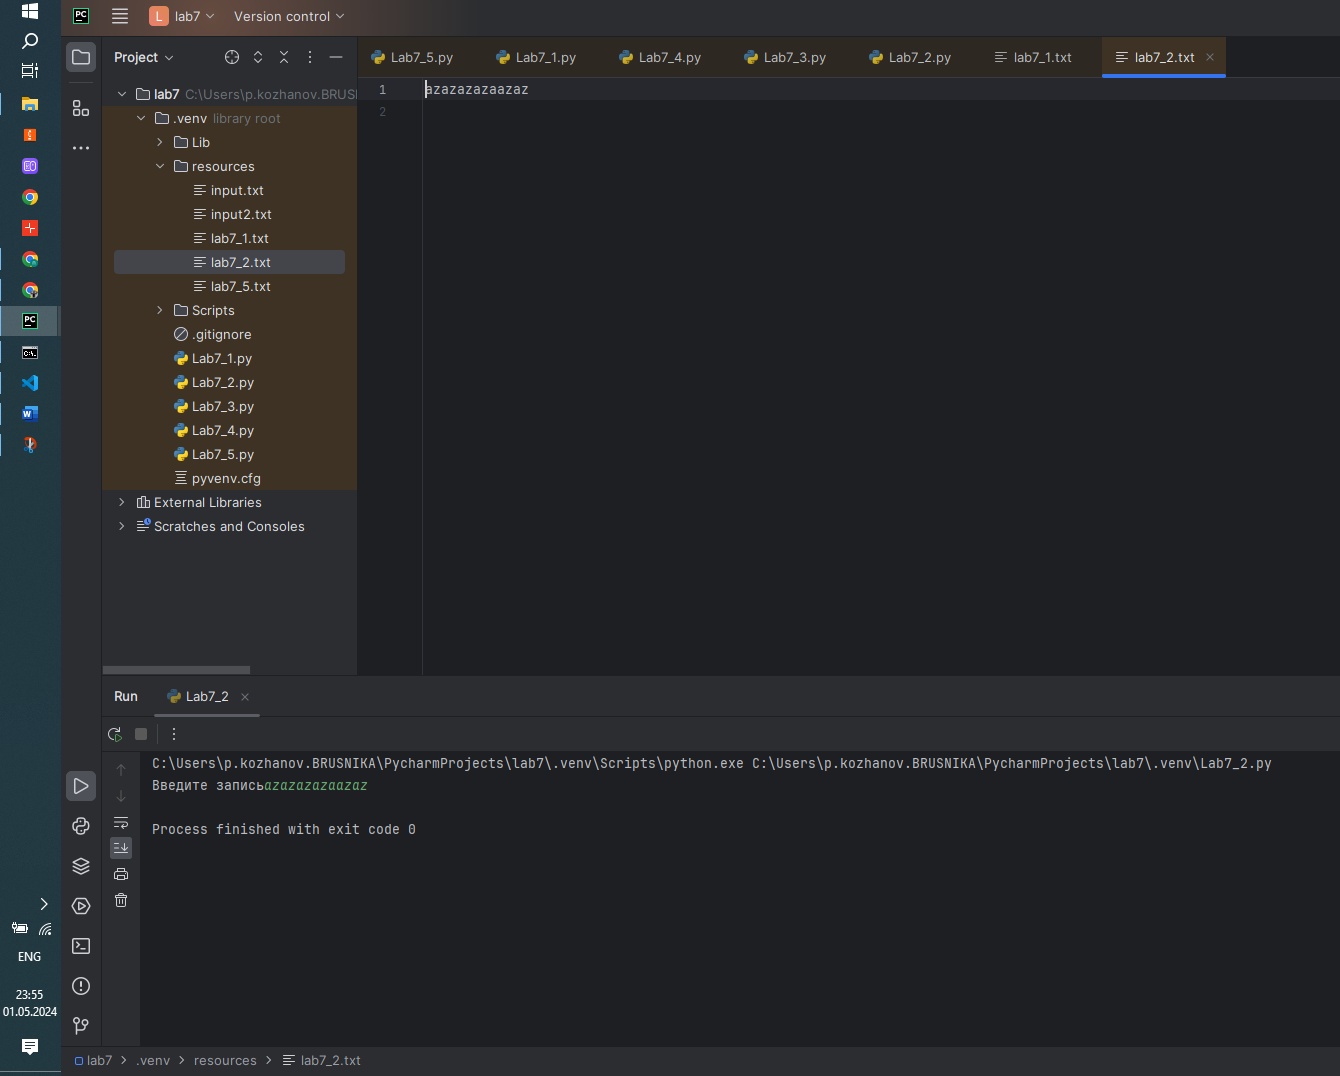 lab7
Version control
Project
Lab7_5.py
Lab7_1.py
Lab7_4.py
Lab7_3.py
Lab7_2.py
lab7_1.txt
lab7_2.txt
lab7 C:\Users\p.kozhanov.BRUSI
.venv library root
Lib
resources
input.txt
input2.txt
lab7_1.txt
lab7_2.txt
lab7_5.txt
Scripts
.gitignore
Lab7_1.py
Lab7_2.py
Lab7_3.py
Lab7_4.py
Lab7_5.py
pyvenv.cfg
External Libraries
Scratches and Consoles
1 azazazazaazaz
2
Run
Lab7_2
C:\Users\p.kozhanov.BRUSNIKA\PycharmProjects\lab7\.venv\Scripts\python.exe C:\Users\p.kozhanov.BRUSNIKA\PycharmProjects\lab7\.venv\Lab7_2.py
Введите записьazazazazaazaz
Process finished with exit code 0
ENG
23:55
01.05.2024
lab7 > .venv > resources > lab7_2.txt